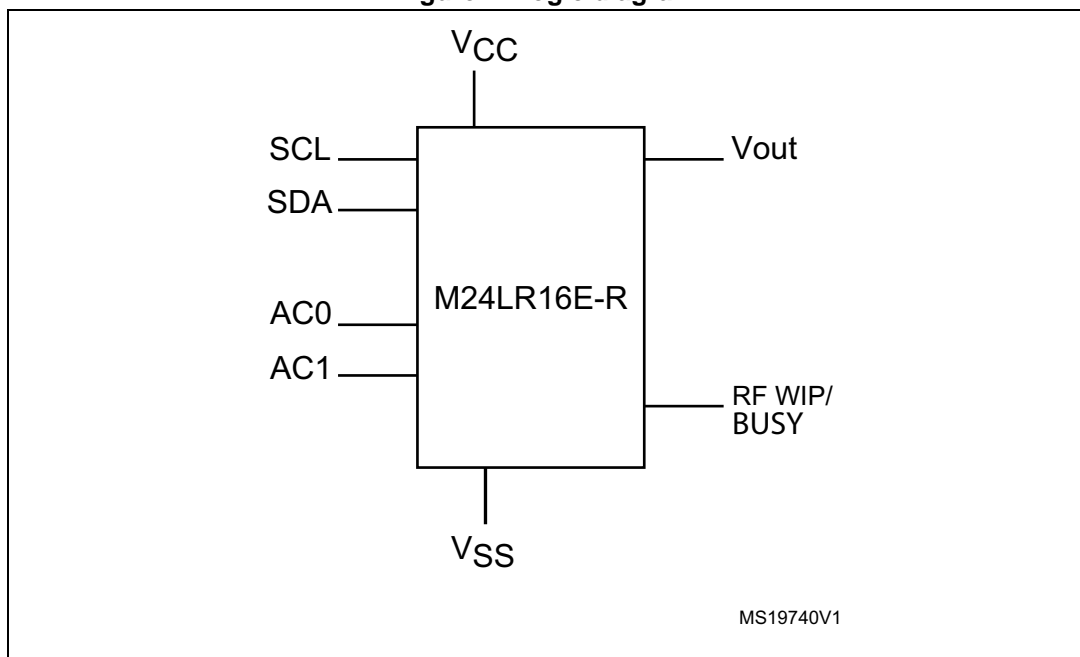 VCC
SCL
Vout
SDA
M24LR16E-R
AC0
AC1
RF WIP/
BUSY
VSS
MS19740V1